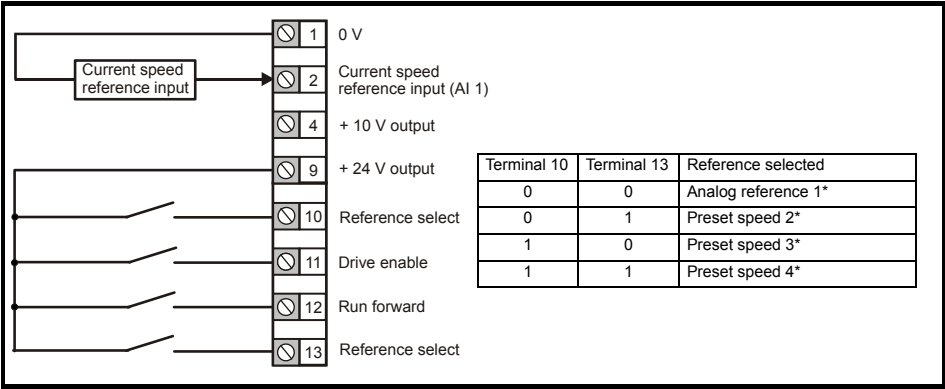 1 0 V
Current speed
reference input
2 Current speed
reference input (AI 1)
4 + 10 V output
9 + 24 V output
10 Reference select
11 Drive enable
12 Run forward
13 Reference select
Terminal 10 Terminal 13 Reference selected
0 0 Analog reference 1*
0 1 Preset speed 2*
1 0 Preset speed 3*
1 1 Preset speed 4*